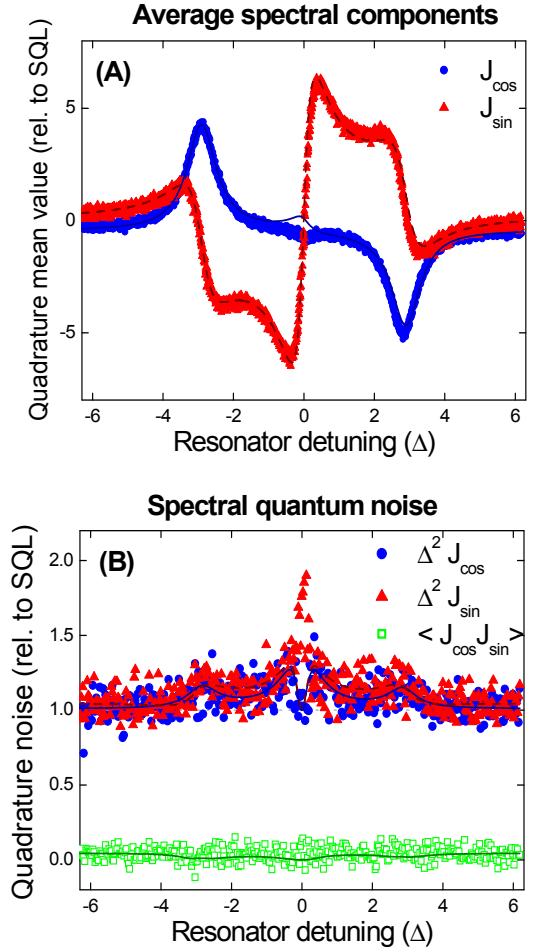 Average spectral components
(A)
J_cos
J_sin
Quadrature mean value (rel. to SQL)
5
0
-5
-6 -4 -2 0 2 4 6
Resonator detuning (Δ)
Spectral quantum noise
(B)
Δ² J_cos
Δ² J_sin
< J_cos J_sin >
Quadrature noise (rel. to SQL)
2.0
1.5
1.0
0.5
0.0
-6 -4 -2 0 2 4 6
Resonator detuning (Δ)